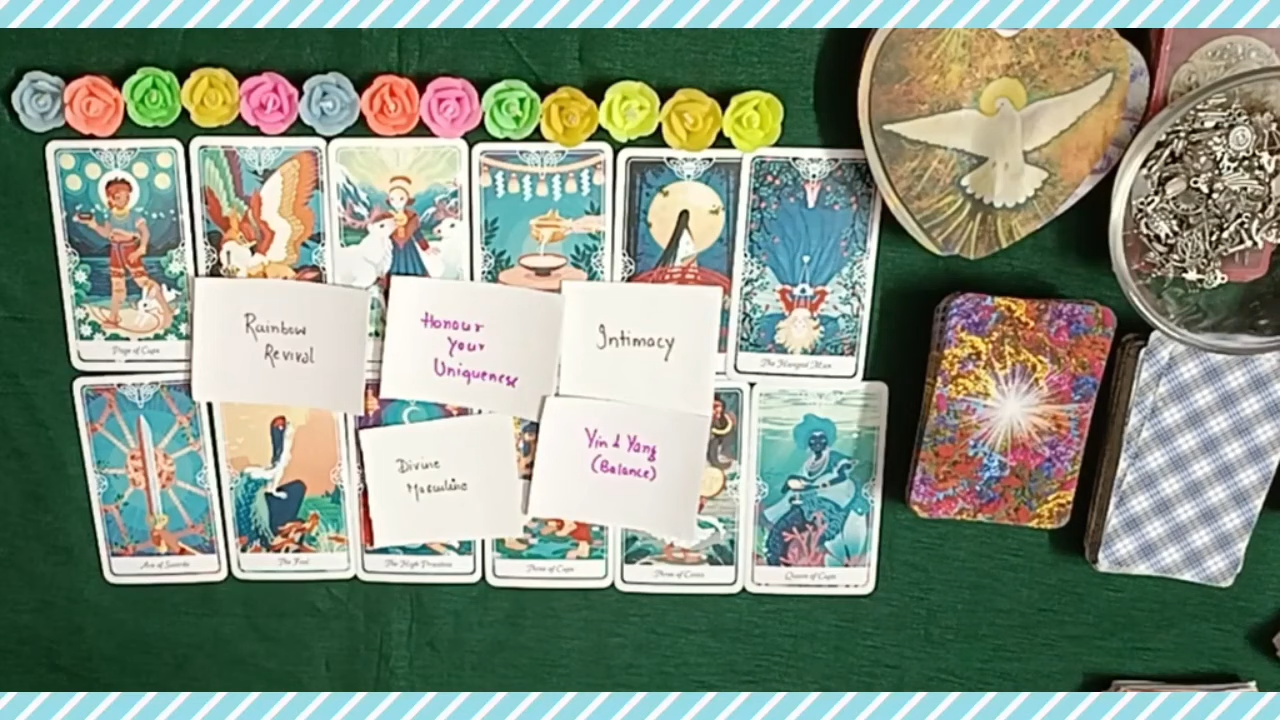 Page of Cups
The Hanged Man
Rainbow
Revival
Honour
your
Uniqueness
Intimacy
Divine
Masculine
Yin & Yang
(Balance)
Ace of Swords
The Fool
The High Priestess
Three of Cups
Three of Coins
Queen of Cups